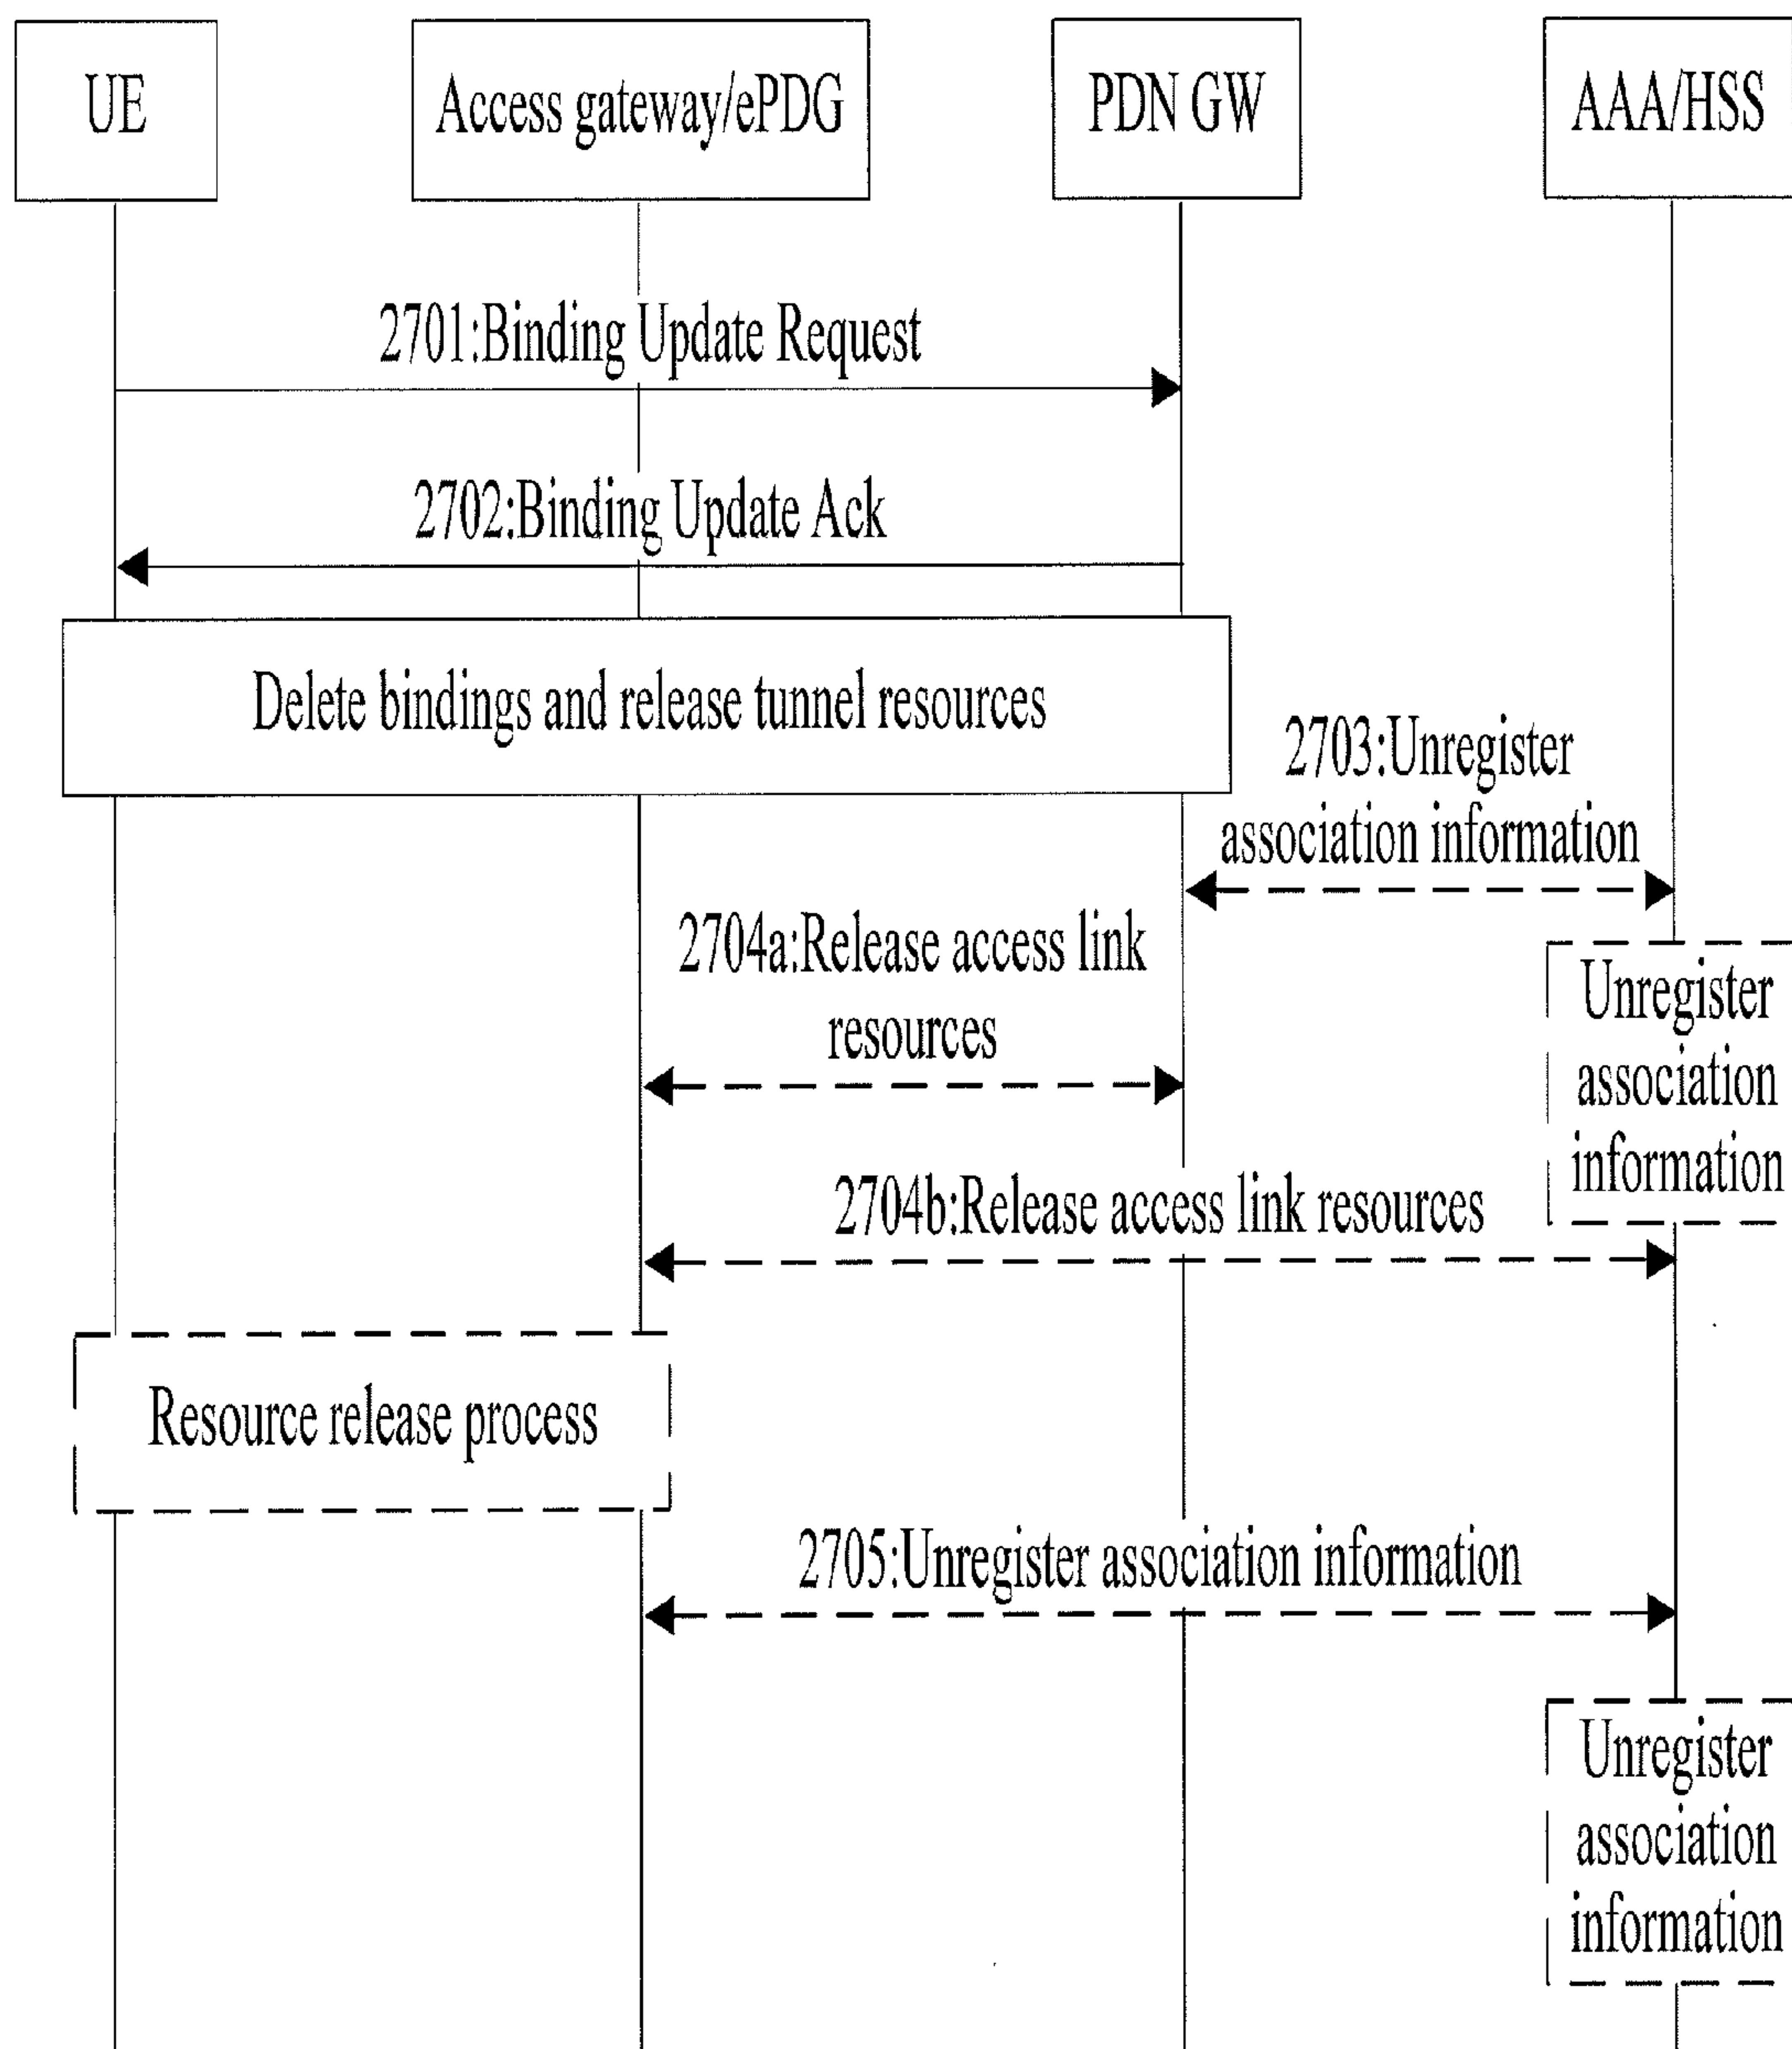 UE
Access gateway/ePDG
PDN GW
AAA/HSS
2701:Binding Update Request
2702:Binding Update Ack
Delete bindings and release tunnel resources
2703:Unregister
association information
2704a:Release access link
resources
Unregister
association
information
2704b:Release access link resources
Resource release process
2705:Unregister association information
Unregister
association
information